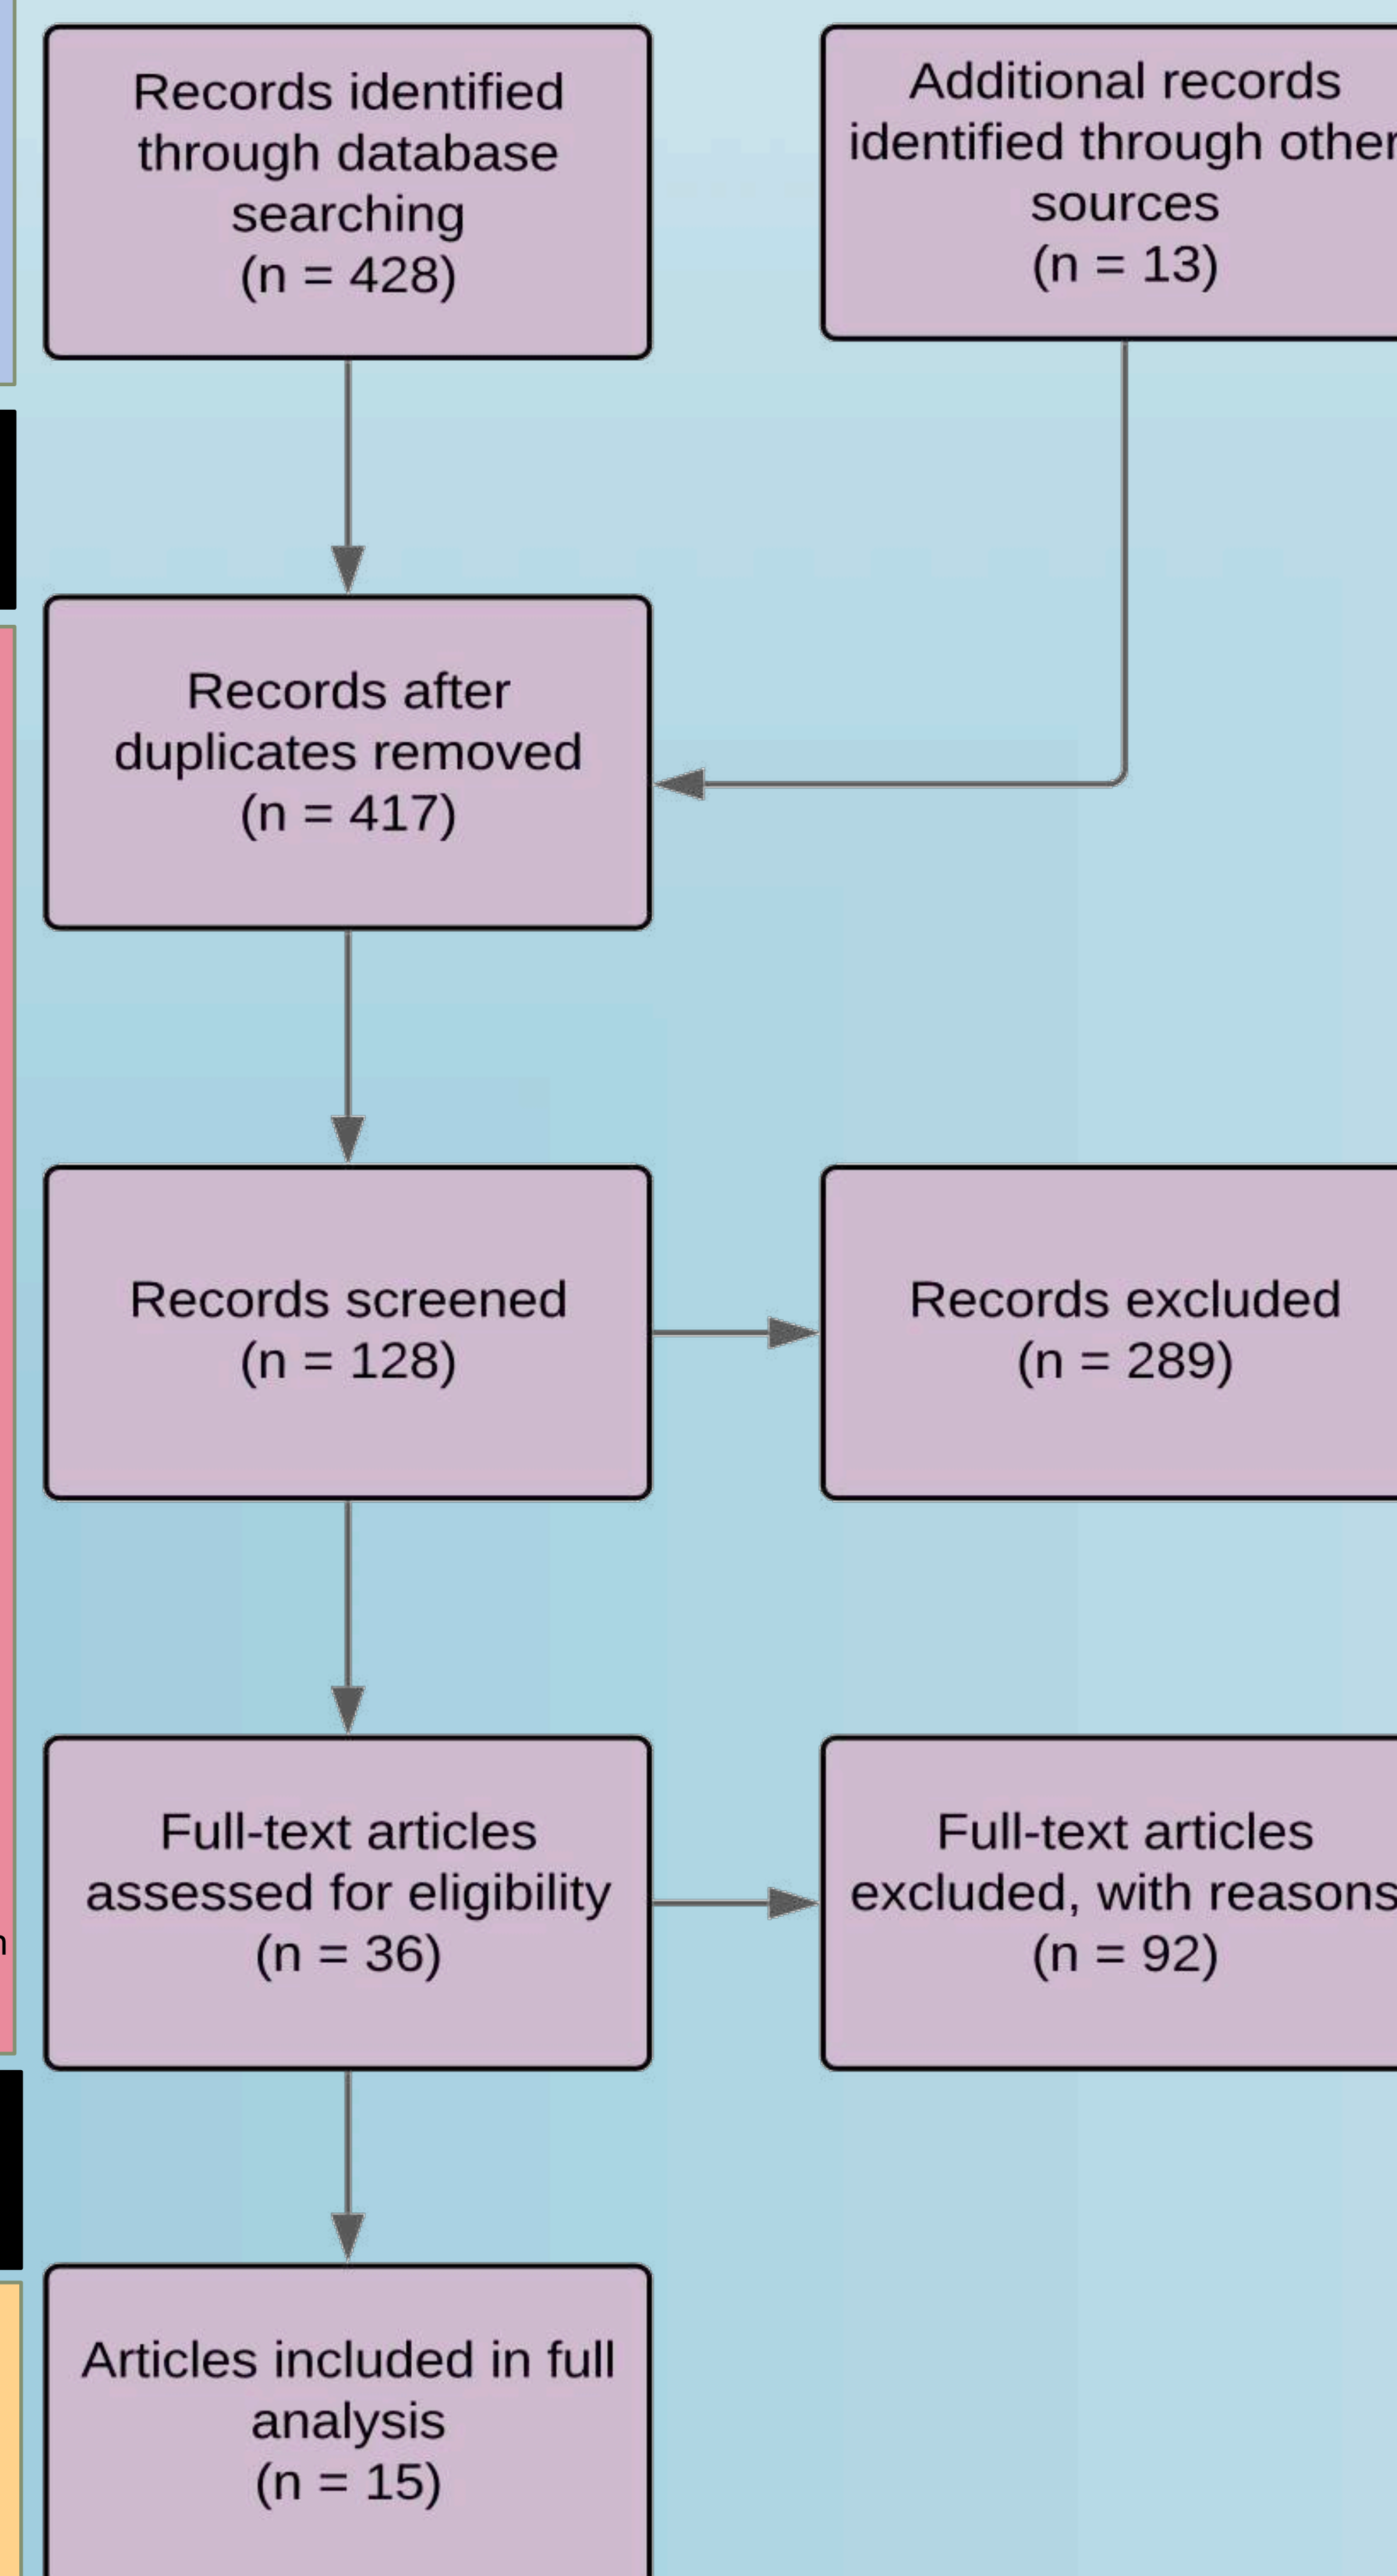 Records identified
through database
searching
(n = 428)
Additional records
identified through other
sources
(n = 13)
Records after
duplicates removed
(n = 417)
Records screened
(n = 128)
Records excluded
(n = 289)
Full-text articles
assessed for eligibility
(n = 36)
Full-text articles
excluded, with reasons
(n = 92)
Articles included in full
analysis
(n = 15)